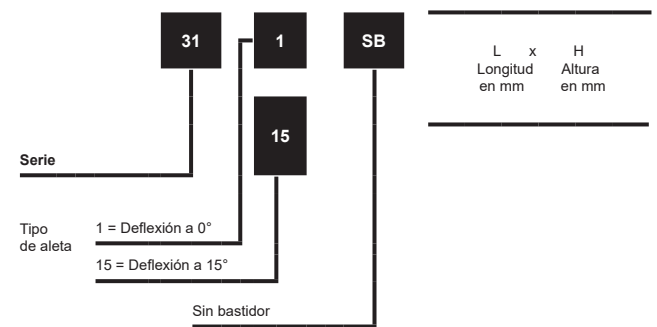 31 1 SB
L x H
Longitud Altura
en mm en mm
15
Serie
Tipo
de aleta
1 = Deflexión a 0°
15 = Deflexión a 15°
Sin bastidor